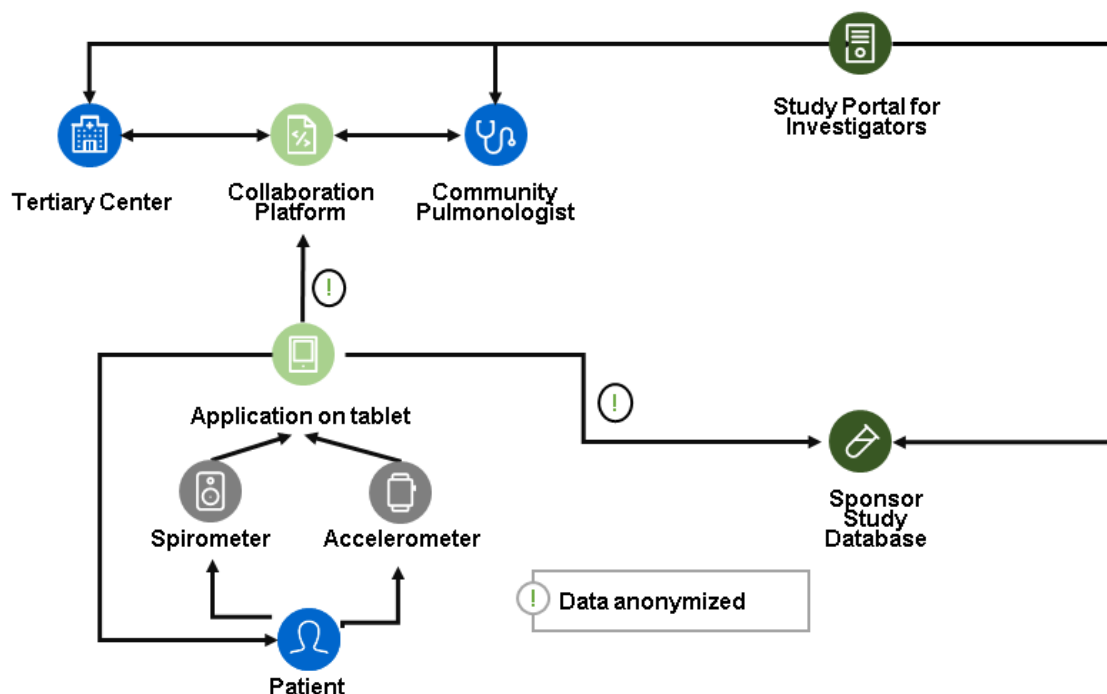 Study Portal for
Investigators
Tertiary Center
Collaboration
Platform
Community
Pulmonologist
!
Application on tablet
!
Spirometer
Accelerometer
Sponsor
Study
Database
! Data anonymized
Patient